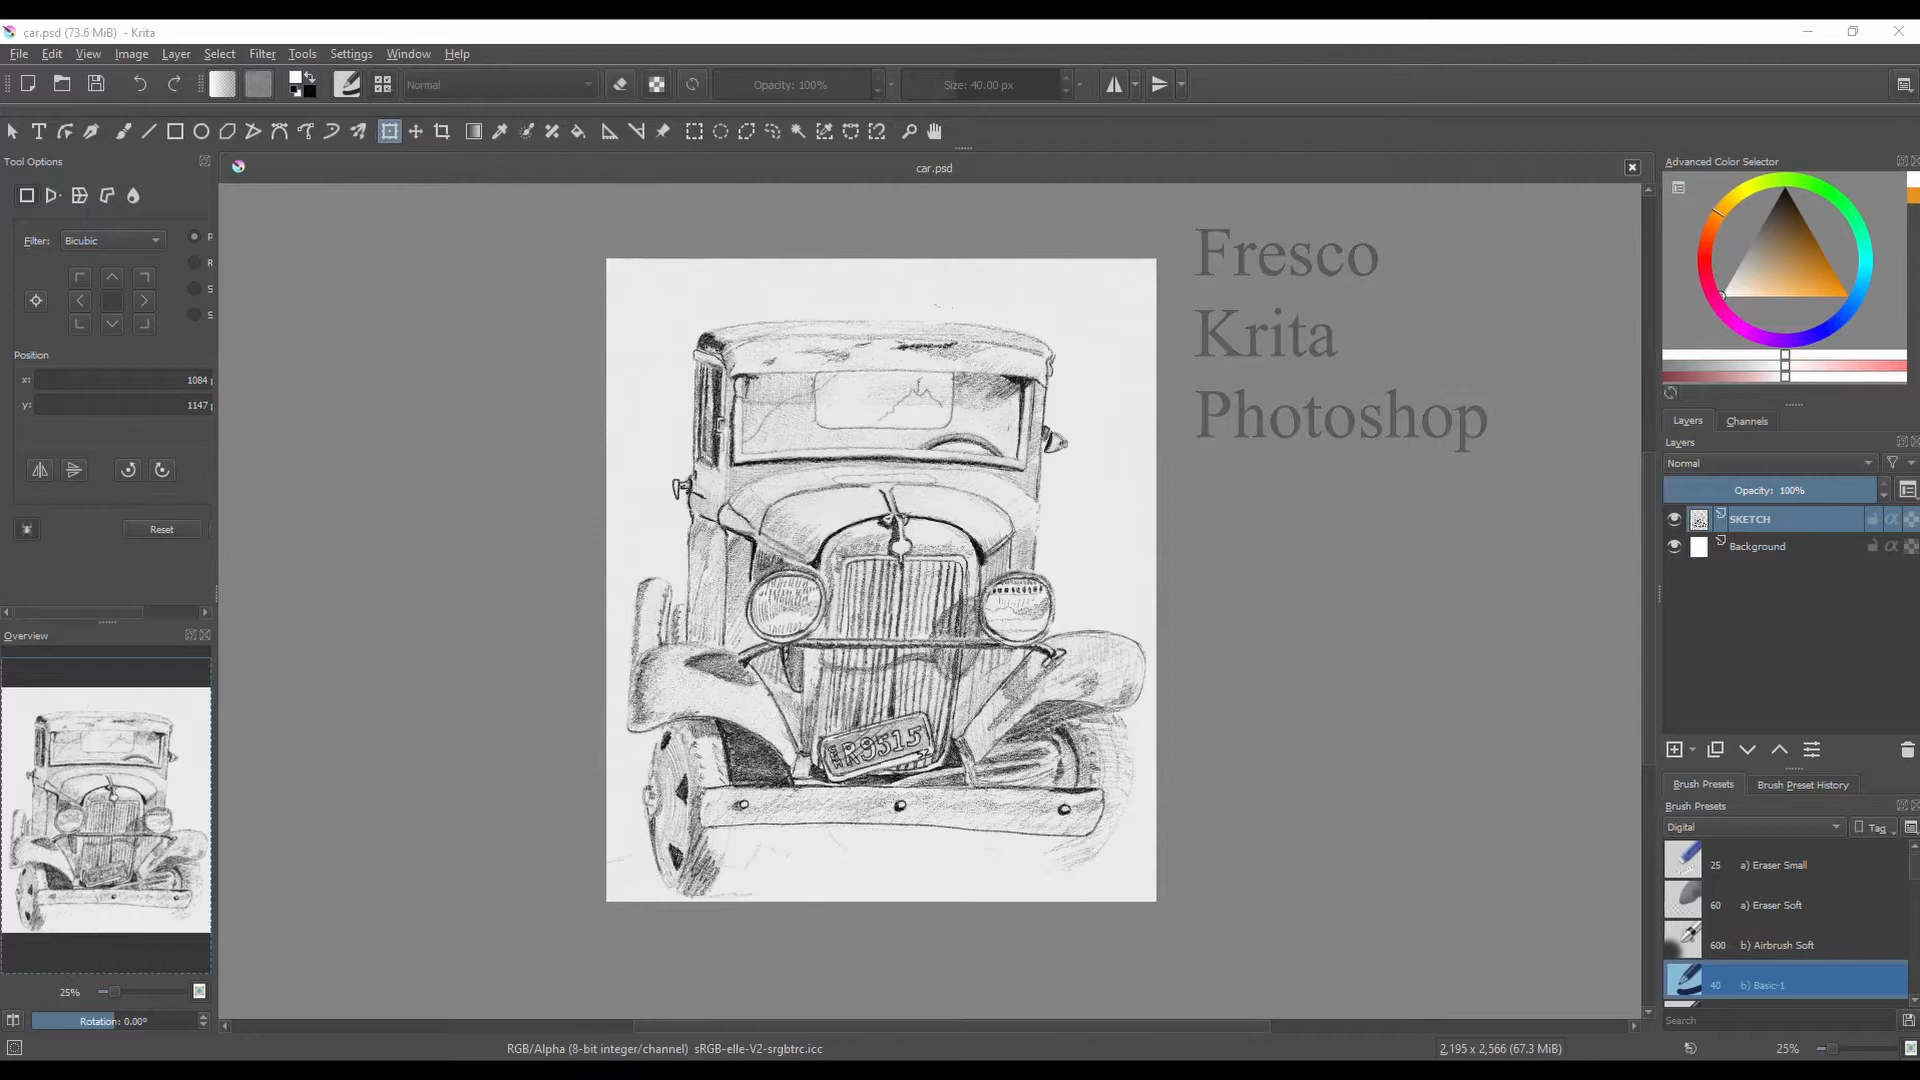 car.psd (73.6 MiB) - Krita
File Edit View Image Layer Select Filter Tools Settings Window Help
Normal
Opacity: 100%
Size: 40.00 px
Tool Options
car.psd
Advanced Color Selector
Filter: Bicubic
P
R
S
S
Position
x: 1084 p
y: 1147 p
Reset
Overview
25%
Rotation: 0.00°
Fresco
Krita
Photoshop
R9515
Layers Channels
Layers
Normal
Opacity: 100%
SKETCH
Background
Brush Presets Brush Preset History
Brush Presets
Digital
Tag
25 a) Eraser Small
60 a) Eraser Soft
600 b) Airbrush Soft
40 b) Basic-1
Search
RGB/Alpha (8-bit integer/channel) sRGB-elle-V2-srgbtrc.icc
2,195 x 2,566 (67.3 MiB)
25%